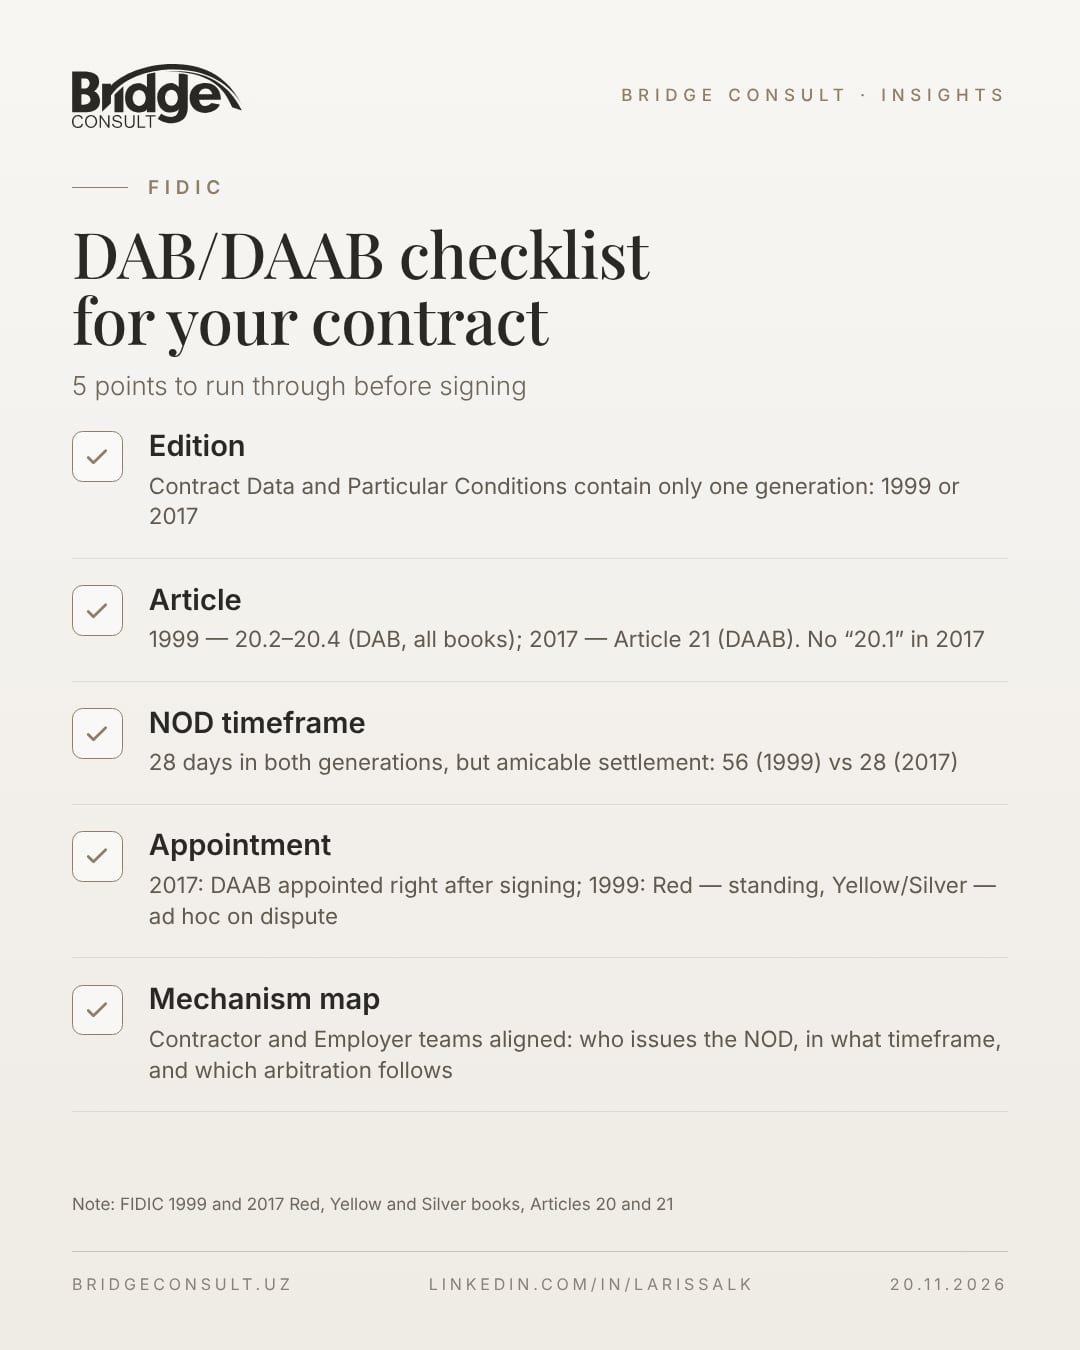 Bridge
CONSULT
BRIDGE CONSULT · INSIGHTS
FIDIC
DAB/DAAB checklist
for your contract
5 points to run through before signing
Edition
Contract Data and Particular Conditions contain only one generation: 1999 or
2017
Article
1999 — 20.2–20.4 (DAB, all books); 2017 — Article 21 (DAAB). No “20.1” in 2017
NOD timeframe
28 days in both generations, but amicable settlement: 56 (1999) vs 28 (2017)
Appointment
2017: DAAB appointed right after signing; 1999: Red — standing, Yellow/Silver —
ad hoc on dispute
Mechanism map
Contractor and Employer teams aligned: who issues the NOD, in what timeframe,
and which arbitration follows
Note: FIDIC 1999 and 2017 Red, Yellow and Silver books, Articles 20 and 21
BRIDGECONSULT.UZ
LINKEDIN.COM/IN/LARISSALK
20.11.2026